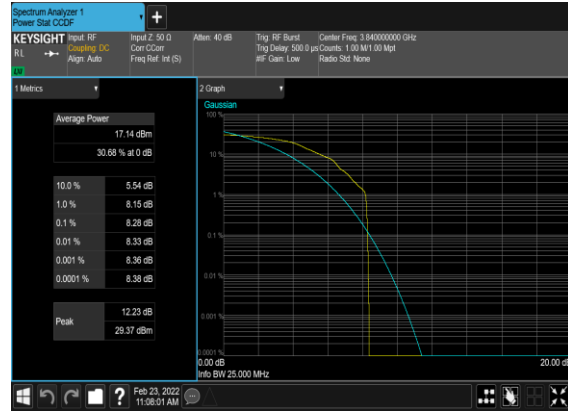 Spectrum Analyzer 1
Power Stat CCDF
KEYSIGHT Input: RF Input Z: 50 Ω Atten: 40 dB Trig: RF Burst Center Freq: 3.840000000 GHz
RL Coupling: DC Corr CCorr Trig Delay: 500.0 µs Counts: 1.00 M/1.00 Mpt
Align: Auto Freq Ref: Int (S) #IF Gain: Low Radio Std: None
LM
1 Metrics
Average Power
17.14 dBm
30.68 % at 0 dB
10.0 % 5.54 dB
1.0 % 8.15 dB
0.1 % 8.28 dB
0.01 % 8.33 dB
0.001 % 8.36 dB
0.0001 % 8.38 dB
Peak
12.23 dB
29.37 dBm
2 Graph
Gaussian
100 %
10 %
1 %
0.1 %
0.01 %
0.001 %
0.0001 %
0.00 dB 20.00 dB
Info BW 25.000 MHz
Feb 23, 2022
11:08:01 AM